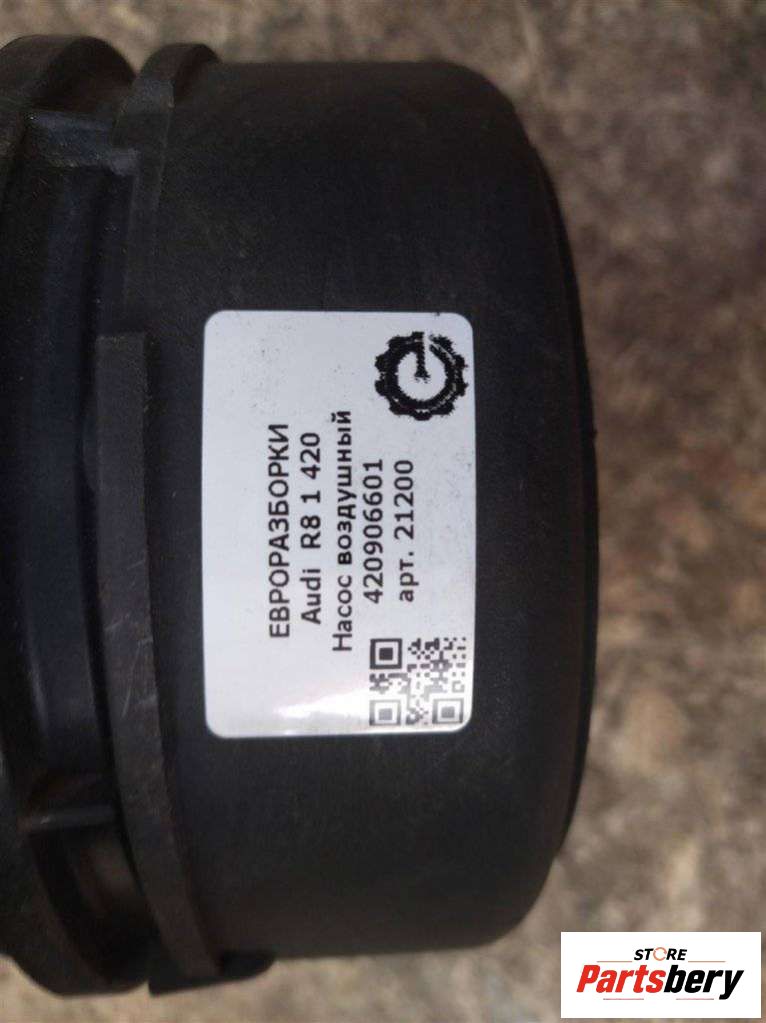 ЕВРОРАЗБОРКИ
Audi R8 1 420
Насос воздушный
420906601
арт. 21200
STORE
Partsbery